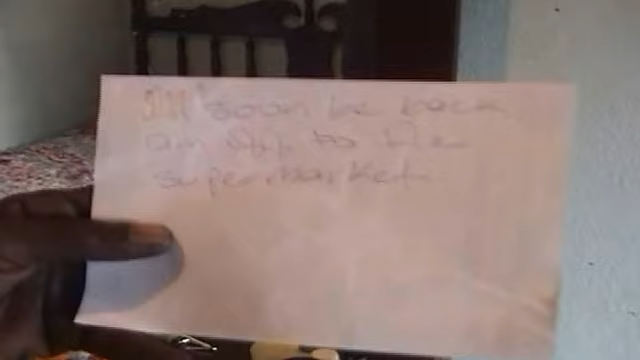 soon be back
am off to the
supermarket